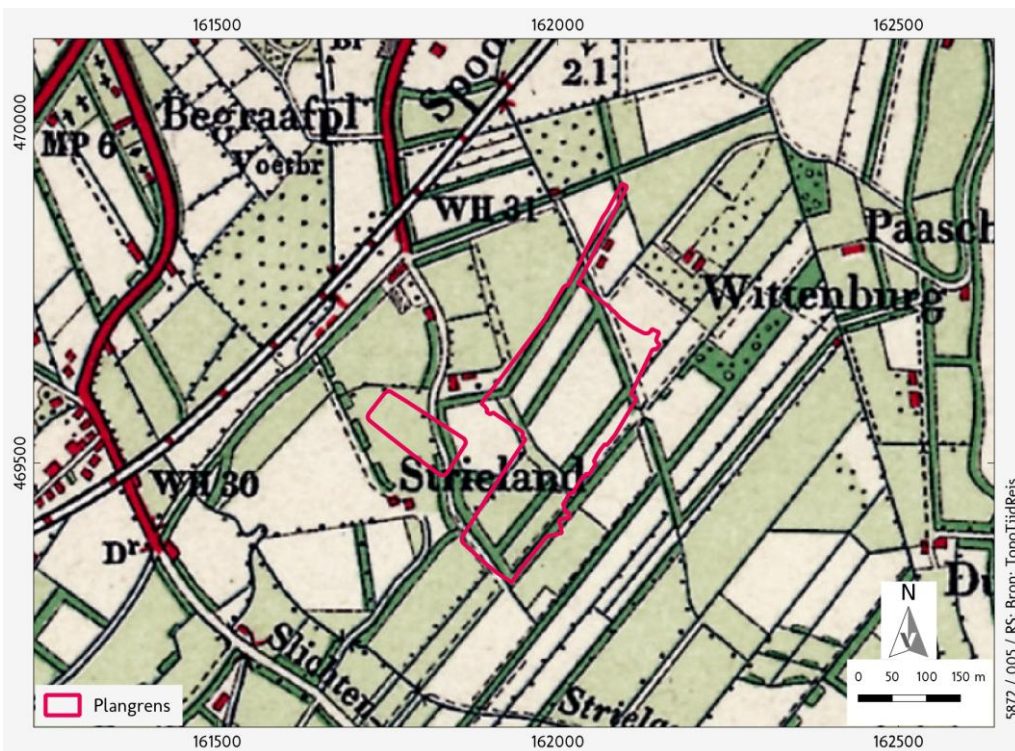 161500 162000 162500
470000
469500
Begraafpl
Spoo
2.1
MP 6
Voetbr
WH 31
Paasch
Wittenburg
Strieland
WH 30
Dr
Slichten-
Strielan
Du
N
0 50 100 150 m
Plangrens
5872 / 005 / RS: Bron: TopoTijdReis
161500 162000 162500